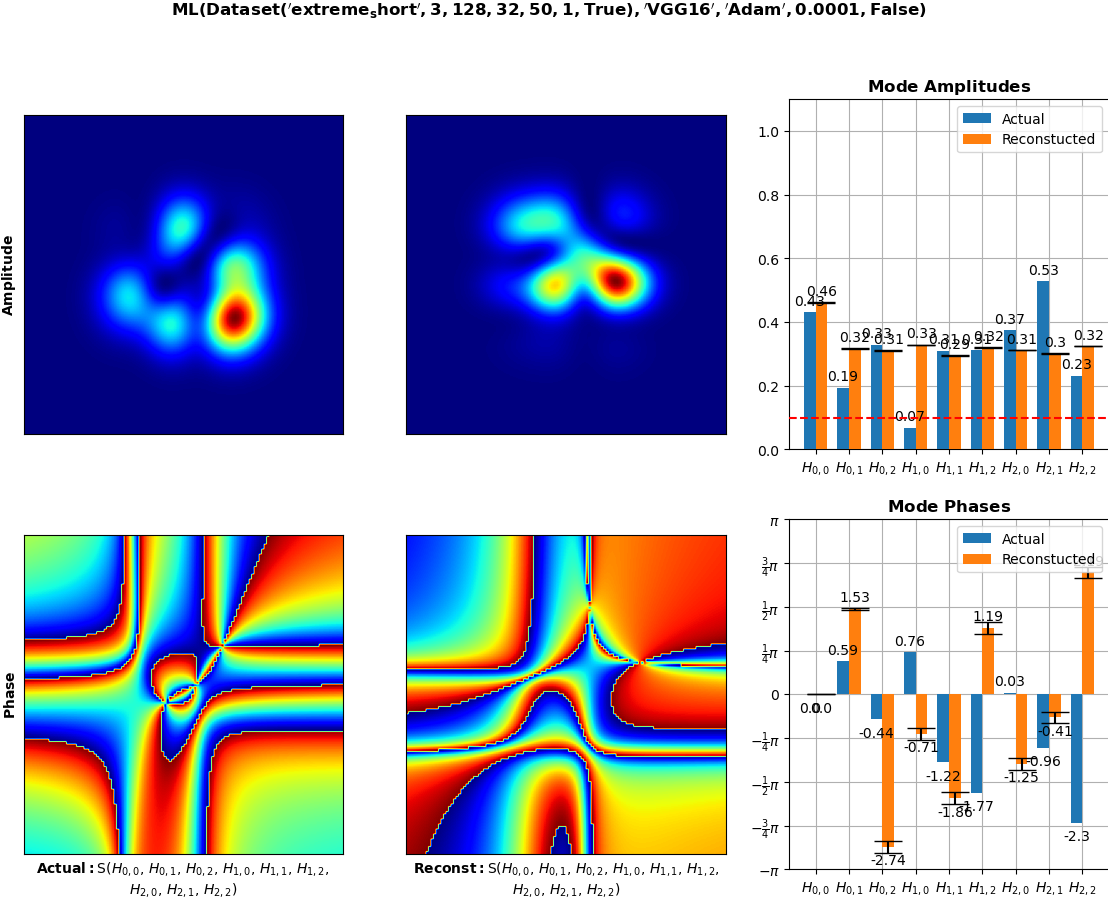 ML(Dataset('extreme_short', 3, 128, 32, 50, 1, True), 'VGG16', 'Adam', 0.0001, False)
Mode Amplitudes
Actual
Reconstucted
1.0
0.8
0.6
0.4
0.2
0.0
0.43 0.46 0.19 0.32 0.33 0.31 0.07 0.33 0.31 0.29 0.31 0.32 0.37 0.31 0.53 0.3 0.23 0.32
H0,0 H0,1 H0,2 H1,0 H1,1 H1,2 H2,0 H2,1 H2,2
Amplitude
Mode Phases
Actual
Reconstucted
π
3/4π
1/2π
1/4π
0
−1/4π
−1/2π
−3/4π
−π
0.0 0.0 0.59 1.53 -0.44 -2.74 0.76 -0.71 -1.22 -1.86 -1.77 1.19 0.03 -1.25 -0.96 -0.41 -2.3
H0,0 H0,1 H0,2 H1,0 H1,1 H1,2 H2,0 H2,1 H2,2
Phase
Actual: S(H0,0, H0,1, H0,2, H1,0, H1,1, H1,2,
H2,0, H2,1, H2,2)
Reconst: S(H0,0, H0,1, H0,2, H1,0, H1,1, H1,2,
H2,0, H2,1, H2,2)